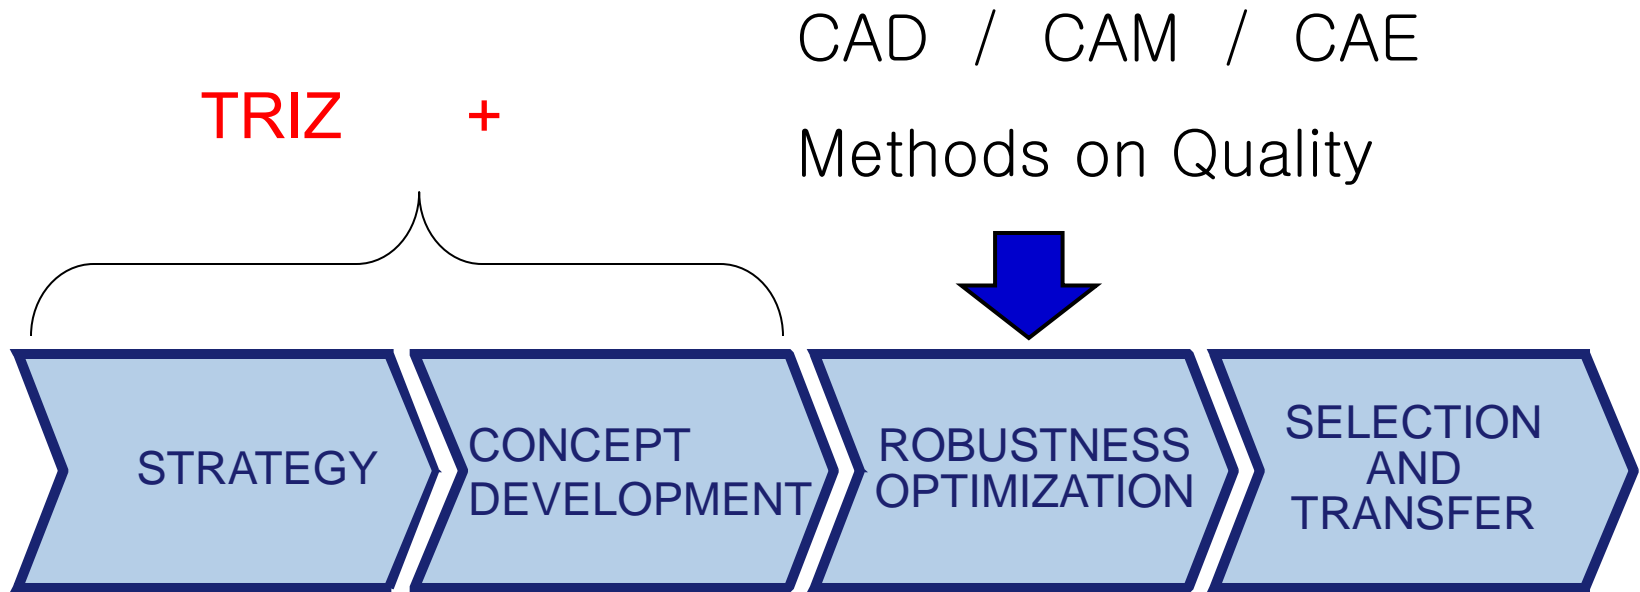 CAD / CAM / CAE
TRIZ +
Methods on Quality
STRATEGY
CONCEPT
DEVELOPMENT
ROBUSTNESS
OPTIMIZATION
SELECTION
AND
TRANSFER